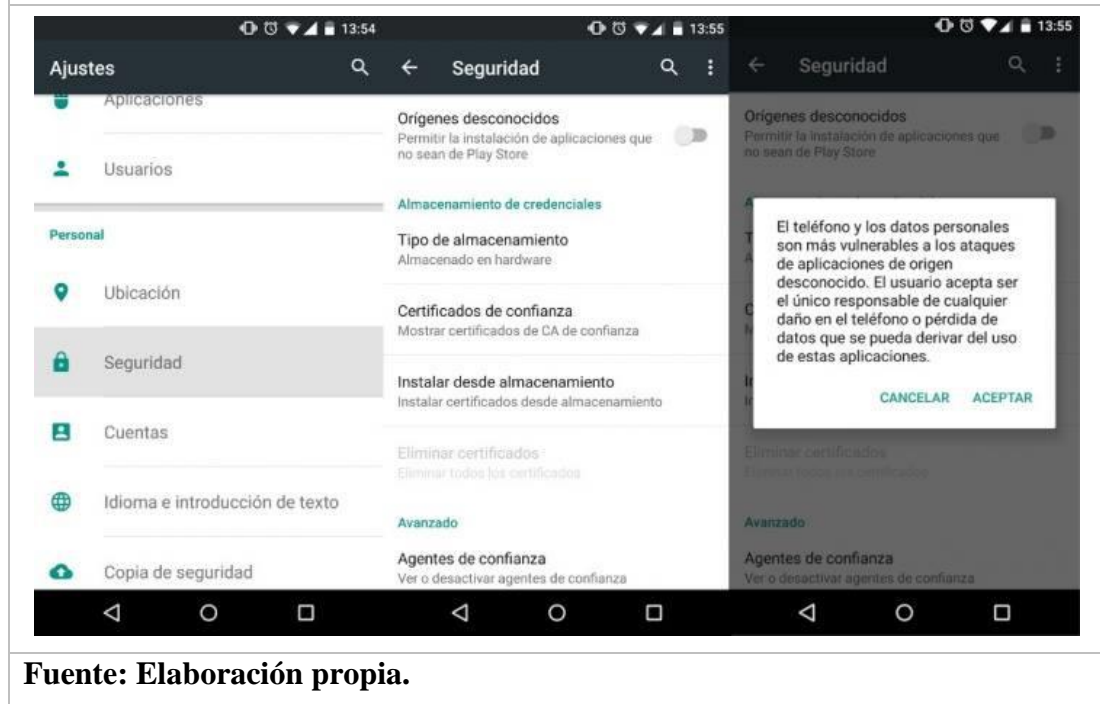 13:54
Ajustes
Aplicaciones
Usuarios
Personal
Ubicación
Seguridad
Cuentas
Idioma e introducción de texto
Copia de seguridad
13:55
Seguridad
Orígenes desconocidos
Permitir la instalación de aplicaciones que
no sean de Play Store
Almacenamiento de credenciales
Tipo de almacenamiento
Almacenado en hardware
Certificados de confianza
Mostrar certificados de CA de confianza
Instalar desde almacenamiento
Instalar certificados desde almacenamiento
Eliminar certificados
Eliminar todos los certificados
Avanzado
Agentes de confianza
Ver o desactivar agentes de confianza
13:55
Seguridad
Orígenes desconocidos
Permitir la instalación de aplicaciones que
no sean de Play Store
El teléfono y los datos personales
son más vulnerables a los ataques
de aplicaciones de origen
desconocido. El usuario acepta ser
el único responsable de cualquier
daño en el teléfono o pérdida de
datos que se pueda derivar del uso
de estas aplicaciones.
CANCELAR ACEPTAR
Eliminar certificados
Eliminar todos los certificados
Avanzado
Agentes de confianza
Ver o desactivar agentes de confianza
Fuente: Elaboración propia.